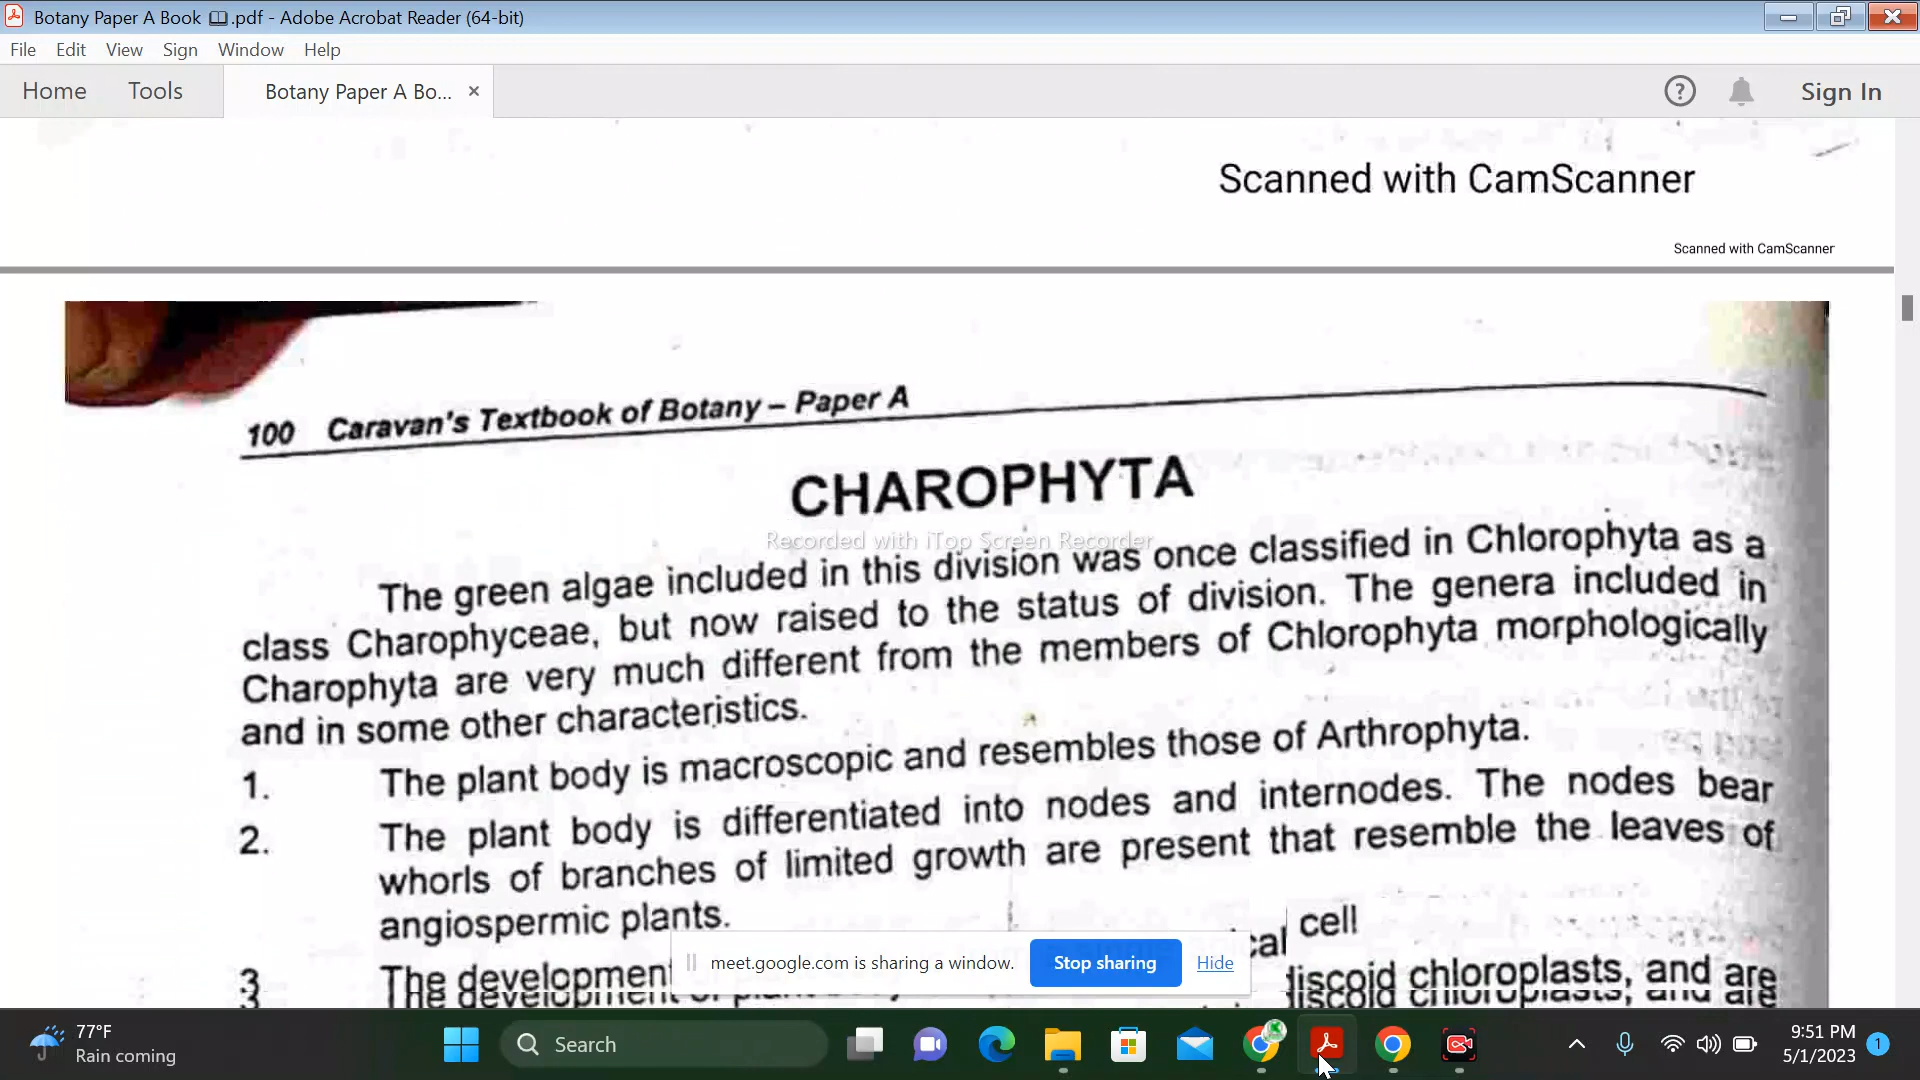 Botany Paper A Book 📖.pdf - Adobe Acrobat Reader (64-bit)
File Edit View Sign Window Help
Home Tools Botany Paper A Bo... × ? Sign In
Scanned with CamScanner
Scanned with CamScanner
100 Caravan's Textbook of Botany – Paper A
CHAROPHYTA
Recorded with iTop Screen Recorder
The green algae included in this division was once classified in Chlorophyta as a
class Charophyceae, but now raised to the status of division. The genera included in
Charophyta are very much different from the members of Chlorophyta morphologically
and in some other characteristics.
1. The plant body is macroscopic and resembles those of Arthrophyta.
2. The plant body is differentiated into nodes and internodes. The nodes bear
whorls of branches of limited growth are present that resemble the leaves of
angiospermic plants.
cell
3 The development
discoid chloroplasts, and are
meet.google.com is sharing a window. Stop sharing Hide
77°F
Rain coming
Search
9:51 PM
5/1/2023
1